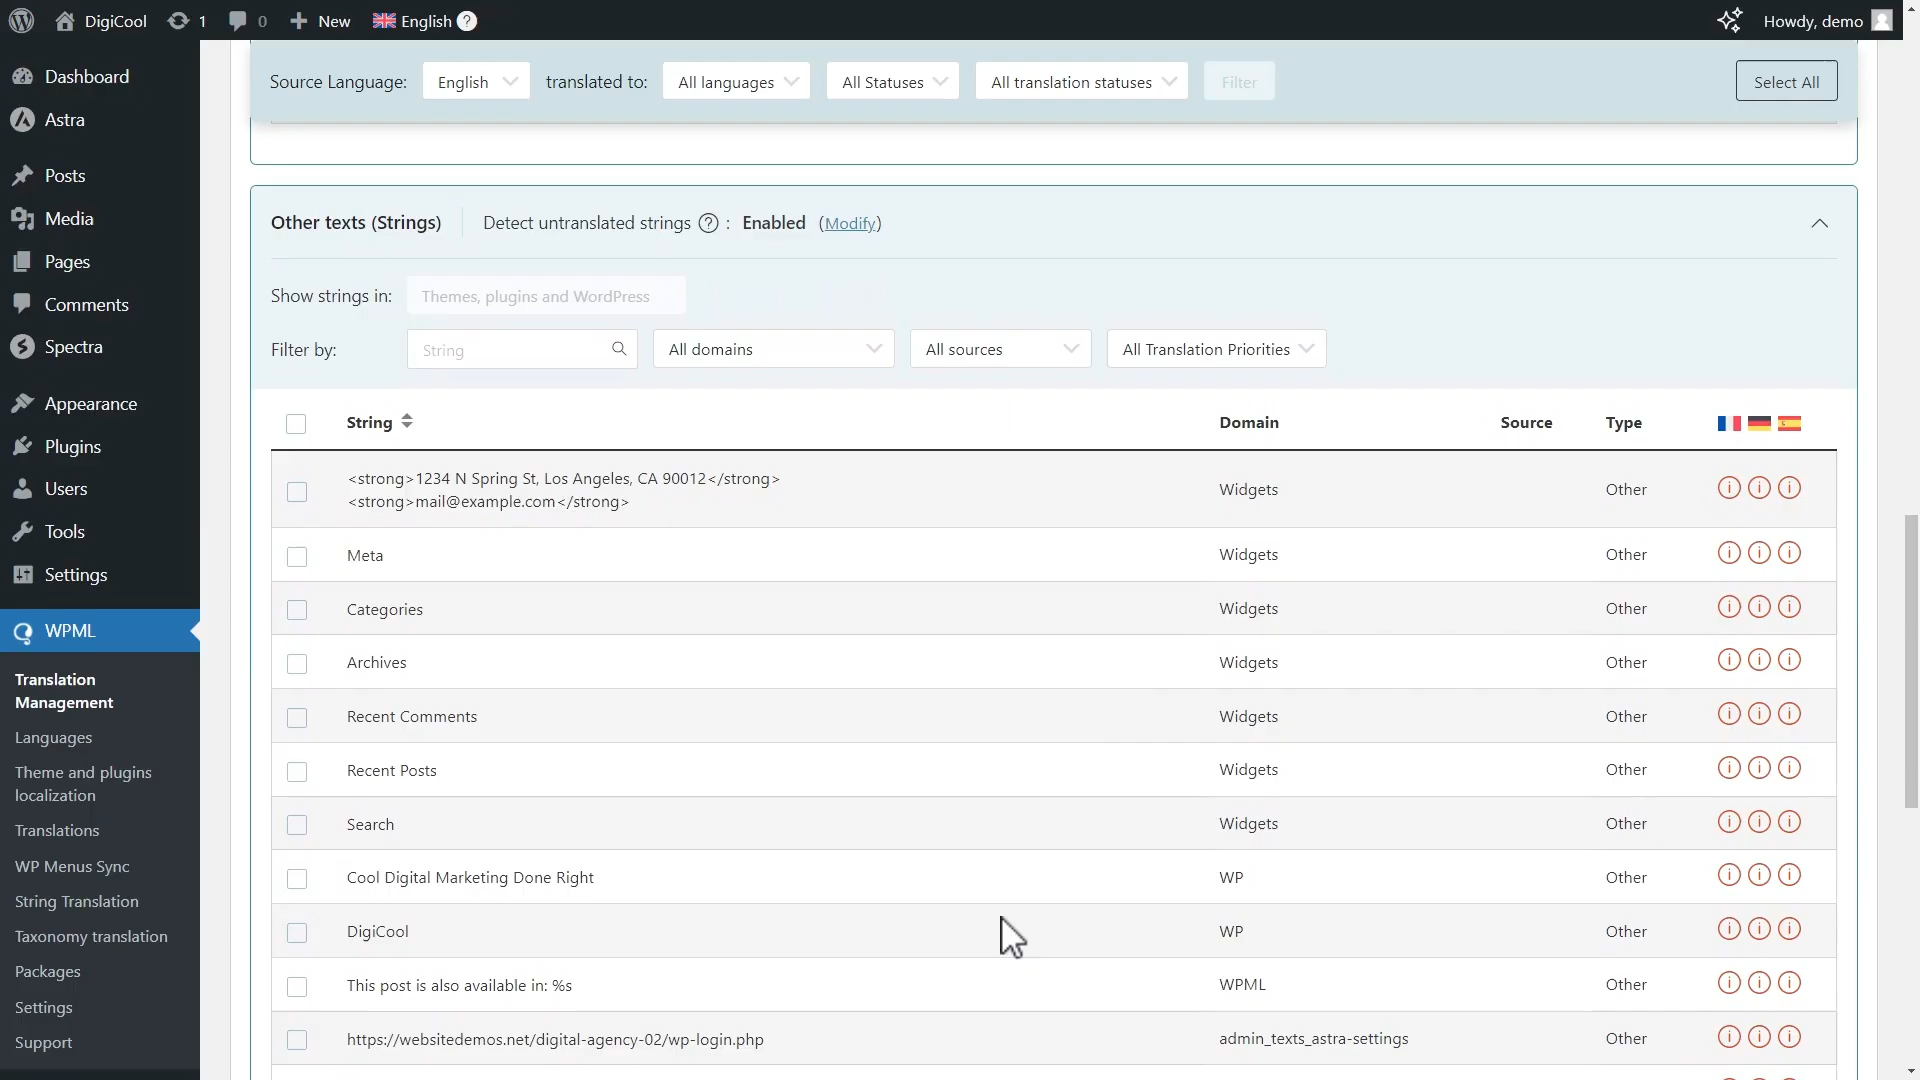 DigiCool
1
0
New
English
?
Howdy, demo
Dashboard
Astra
Posts
Media
Pages
Comments
Spectra
Appearance
Plugins
Users
Tools
Settings
WPML
Translation
Management
Languages
Theme and plugins
localization
Translations
WP Menus Sync
String Translation
Taxonomy translation
Packages
Settings
Support
Source Language: English translated to: All languages All Statuses All translation statuses Filter Select All
Other texts (Strings) Detect untranslated strings ? : Enabled (Modify)
Show strings in: Themes, plugins and WordPress
Filter by: String All domains All sources All Translation Priorities
String Domain Source Type
<strong>1234 N Spring St, Los Angeles, CA 90012</strong>
<strong>mail@example.com</strong>
Widgets Other
Meta Widgets Other
Categories Widgets Other
Archives Widgets Other
Recent Comments Widgets Other
Recent Posts Widgets Other
Search Widgets Other
Cool Digital Marketing Done Right WP Other
DigiCool WP Other
This post is also available in: %s WPML Other
https://websitedemos.net/digital-agency-02/wp-login.php admin_texts_astra-settings Other